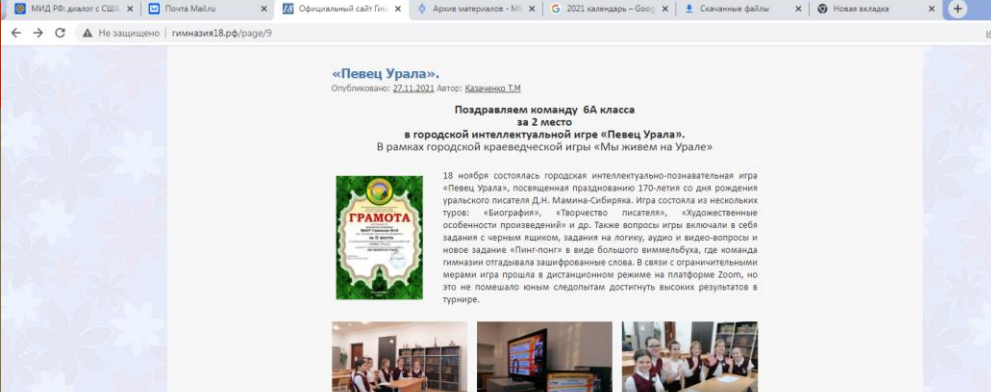 МИД РФ: диалог с США
Почта Mail.ru
Официальный сайт Гим
Архив материалов - МБ
2021 календарь – Goog
Скачанные файлы
Новая вкладка
Не защищено | гимназия18.рф/page/9
«Певец Урала».
Опубликовано: 27.11.2021 Автор: Казаченко Т.М
Поздравляем команду 6А класса
за 2 место
в городской интеллектуальной игре «Певец Урала».
В рамках городской краеведческой игры «Мы живем на Урале»
18 ноября состоялась городская интеллектуально-познавательная игра
«Певец Урала», посвященная празднованию 170-летия со дня рождения
уральского писателя Д.Н. Мамина-Сибиряка. Игра состояла из нескольких
туров: «Биография», «Творчество писателя», «Художественные
особенности произведений» и др. Также вопросы игры включали в себя
задания с черным ящиком, задания на логику, аудио и видео-вопросы и
новое задание «Пинг-понг» в виде большого виммельбуха, где команда
гимназии отгадывала зашифрованные слова. В связи с ограничительными
мерами игра прошла в дистанционном режиме на платформе Zoom, но
это не помешало юным следопытам достигнуть высоких результатов в
турнире.
ГРАМОТА